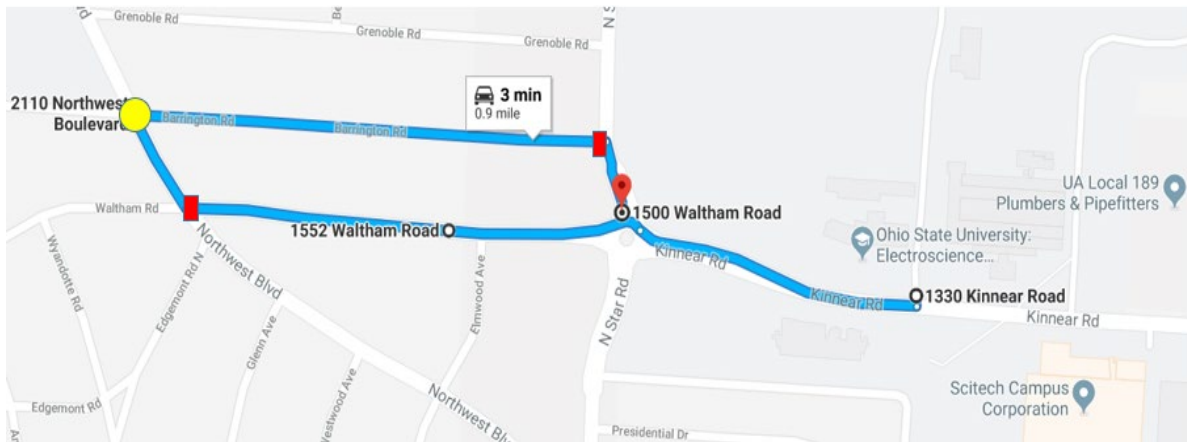 lvd
Be
N S
Grenoble Rd
Grenoble Rd
Grenoble Rd
3 min
0.9 mile
2110 Northwest
Boulevard
Barrington Rd
Barrington Rd
UA Local 189
Plumbers & Pipefitters
Waltham Rd
1500 Waltham Road
1552 Waltham Road
Ohio State University:
Electroscience...
Kinnear Rd
Wyandotte Rd
Edgemont Rd N
Northwest Blvd
Elmwood Ave
N Star Rd
Kinnear Rd
1330 Kinnear Road
Kinnear Rd
Glenn Ave
Westwood Ave
Northwest Blvd
Scitech Campus
Corporation
Edgemont Rd
Presidential Dr